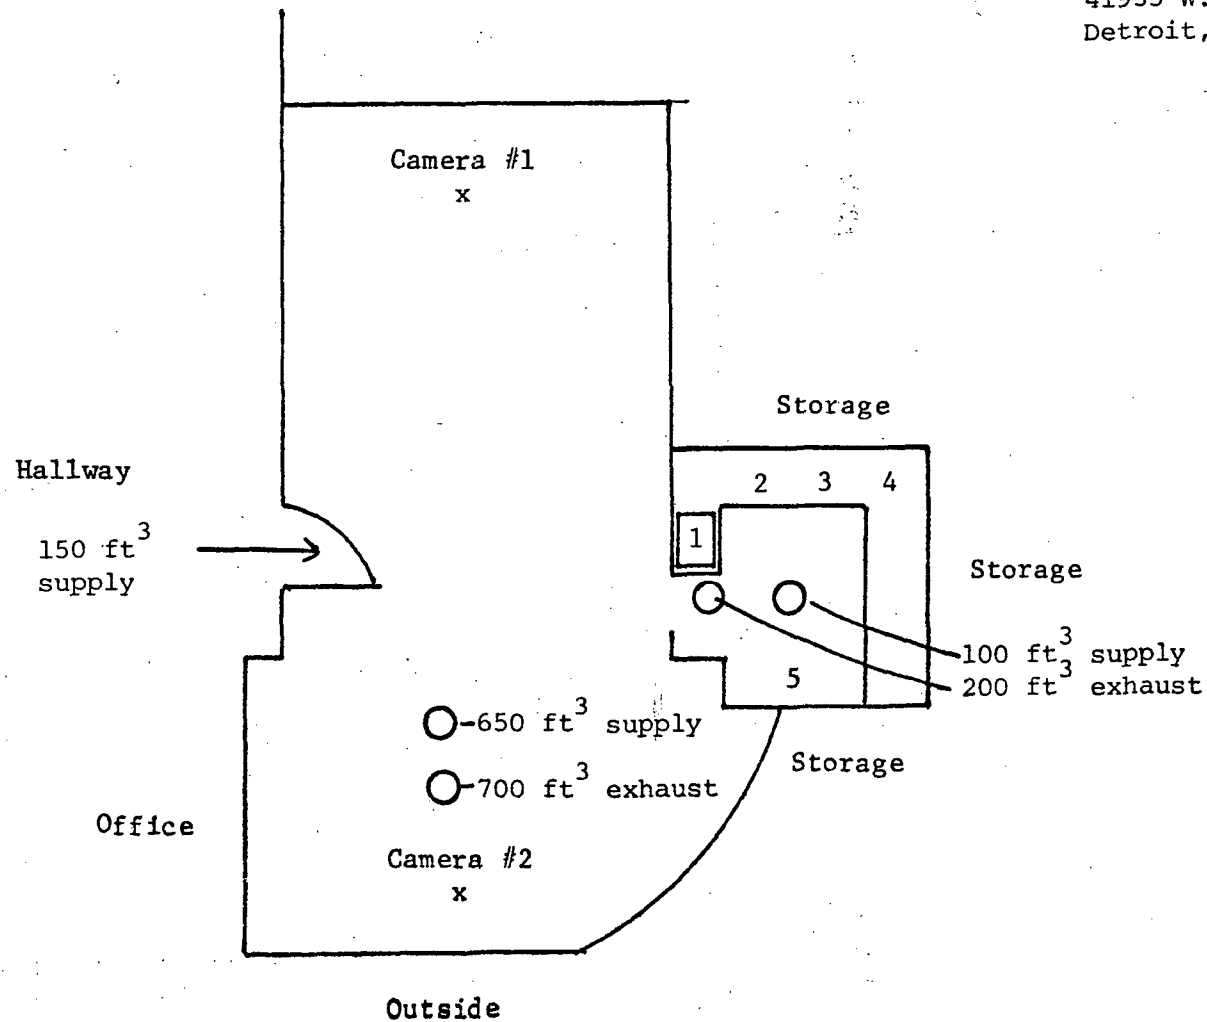 Detroit,
Camera #1
x
Storage
Hallway
2 3 4
1
150 ft³
supply
Storage
100 ft³ supply
200 ft³ exhaust
5
650 ft³ supply
Storage
700 ft³ exhaust
Office
Camera #2
x
Outside